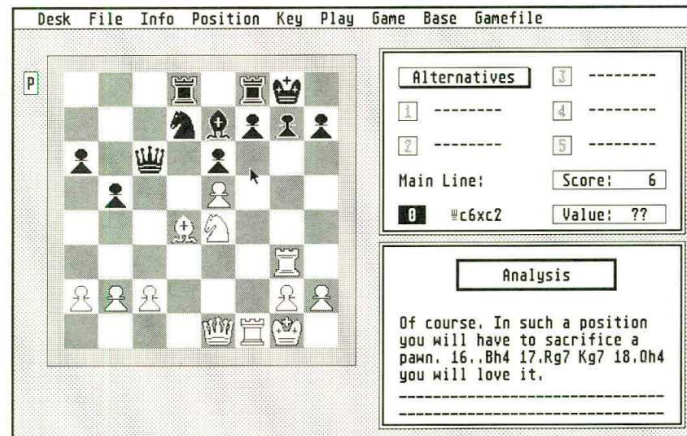 Desk File Info Position Key Play Game Base Gamefile
P
Alternatives
3 --------
1 --------
4 --------
2 --------
5 --------
Main Line:
Score: 6
0 ♛c6xc2
Value: ??
Analysis
Of course. In such a position
you will have to sacrifice a
pawn. 16..Bh4 17.Rg7 Kg7 18.Qh4
you will love it.